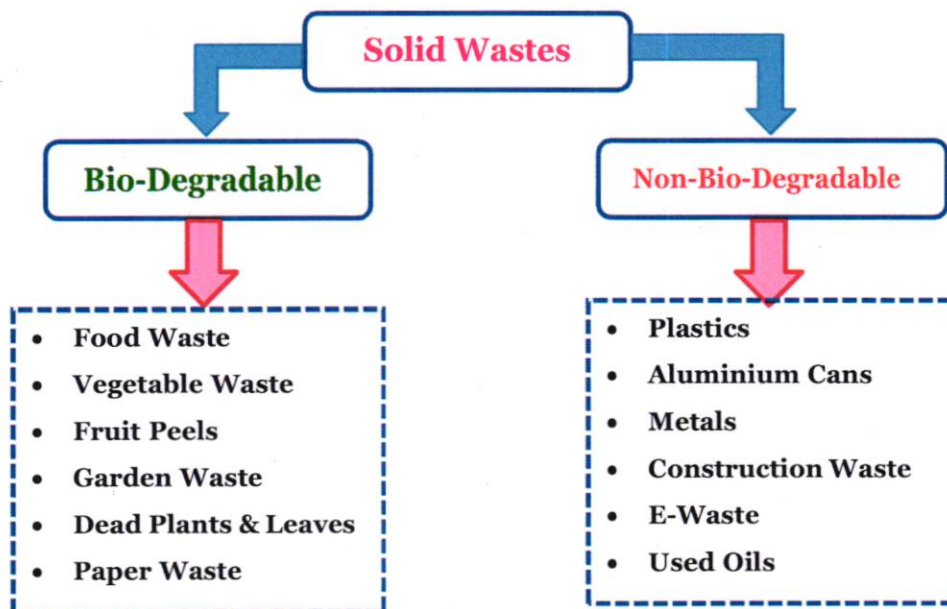 Solid Wastes
Bio-Degradable
Non-Bio-Degradable
• Food Waste
• Vegetable Waste
• Fruit Peels
• Garden Waste
• Dead Plants & Leaves
• Paper Waste
• Plastics
• Aluminium Cans
• Metals
• Construction Waste
• E-Waste
• Used Oils